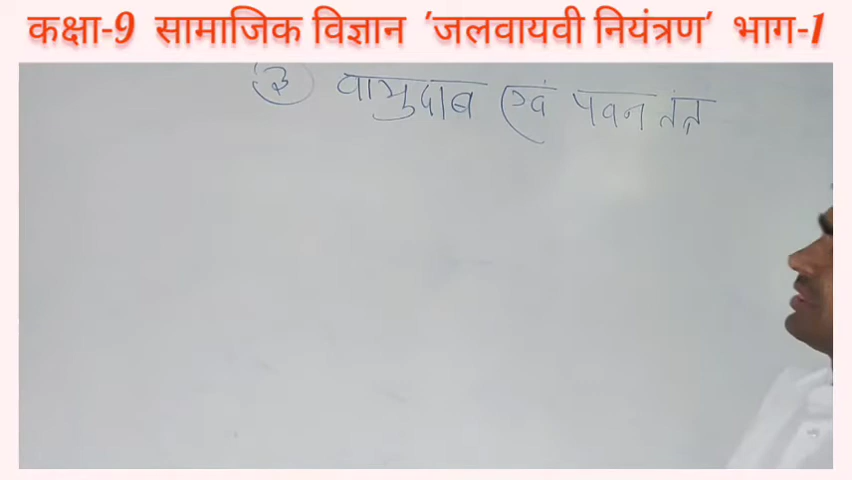 कक्षा-9 सामाजिक विज्ञान 'जलवायवी नियंत्रण' भाग-1
③ वायुदाब एवं पवन तंत्र